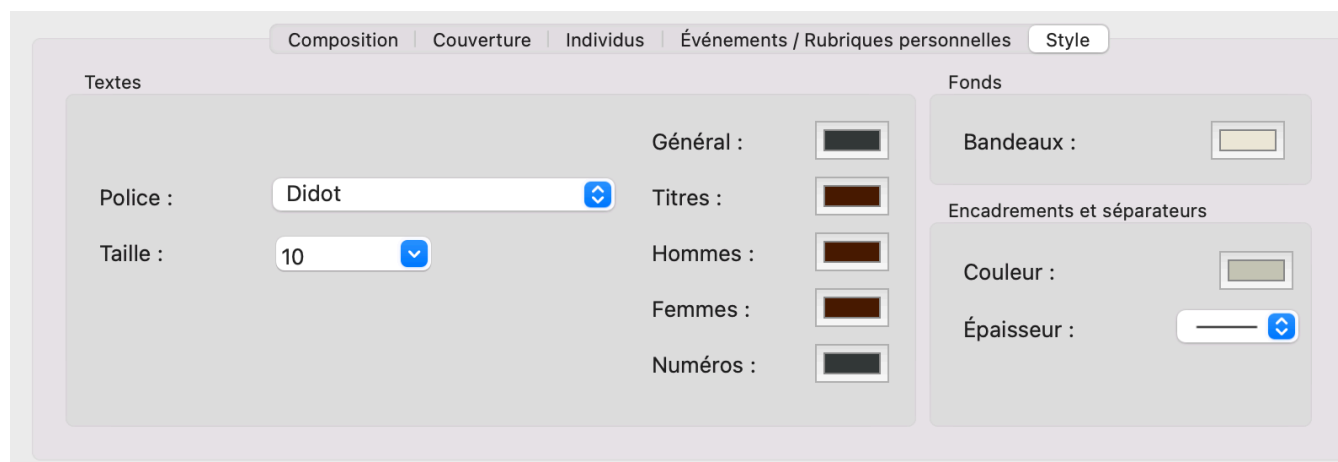 Composition Couverture Individus Événements / Rubriques personnelles Style
Textes
Police :
Didot
Taille :
10
Général :
Titres :
Hommes :
Femmes :
Numéros :
Fonds
Bandeaux :
Encadrements et séparateurs
Couleur :
Épaisseur :